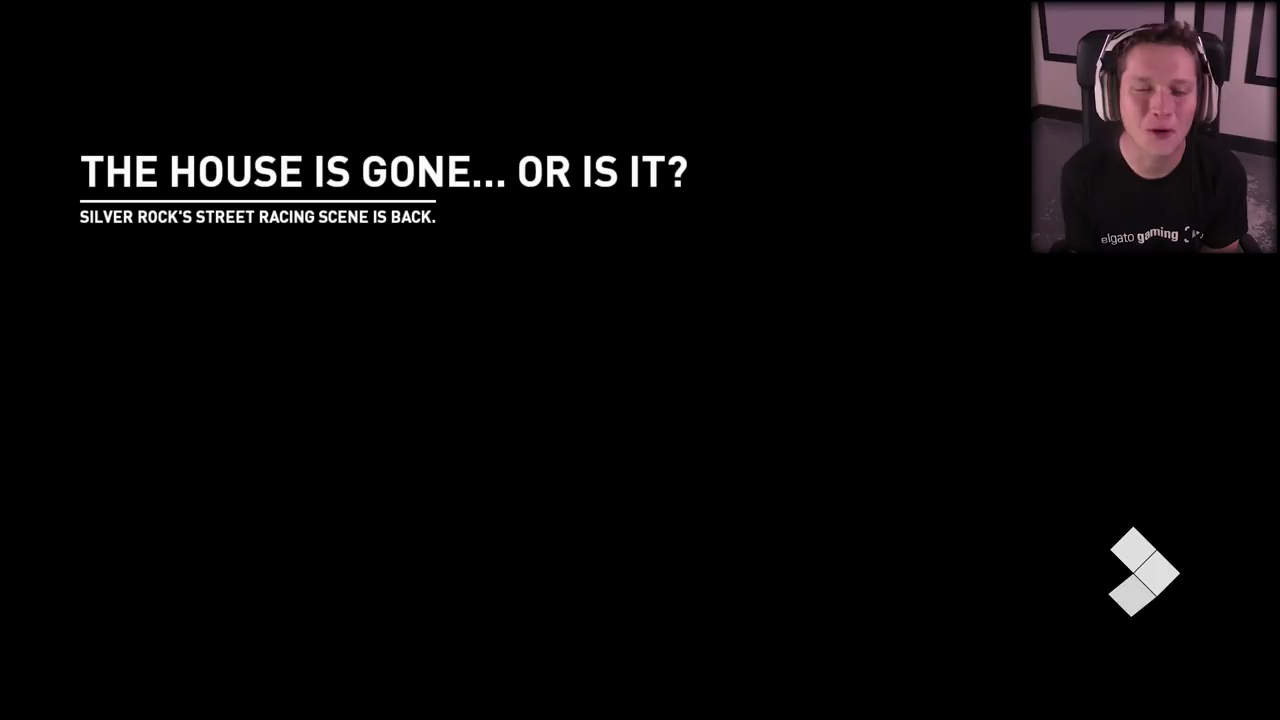 THE HOUSE IS GONE... OR IS IT?
SILVER ROCK'S STREET RACING SCENE IS BACK.
elgato gaming